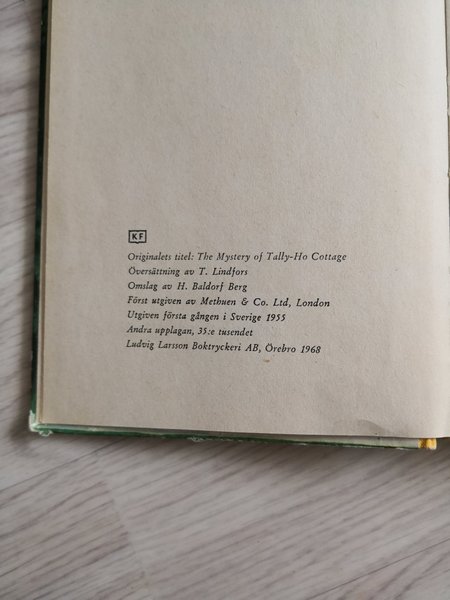 KF
Originalets titel: The Mystery of Tally-Ho Cottage
Översättning av T. Lindfors
Omslag av H. Baldorf Berg
Först utgiven av Methuen & Co. Ltd, London
Utgiven första gången i Sverige 1955
Andra upplagan, 35:e tusendet
Ludvig Larsson Boktryckeri AB, Örebro 1968